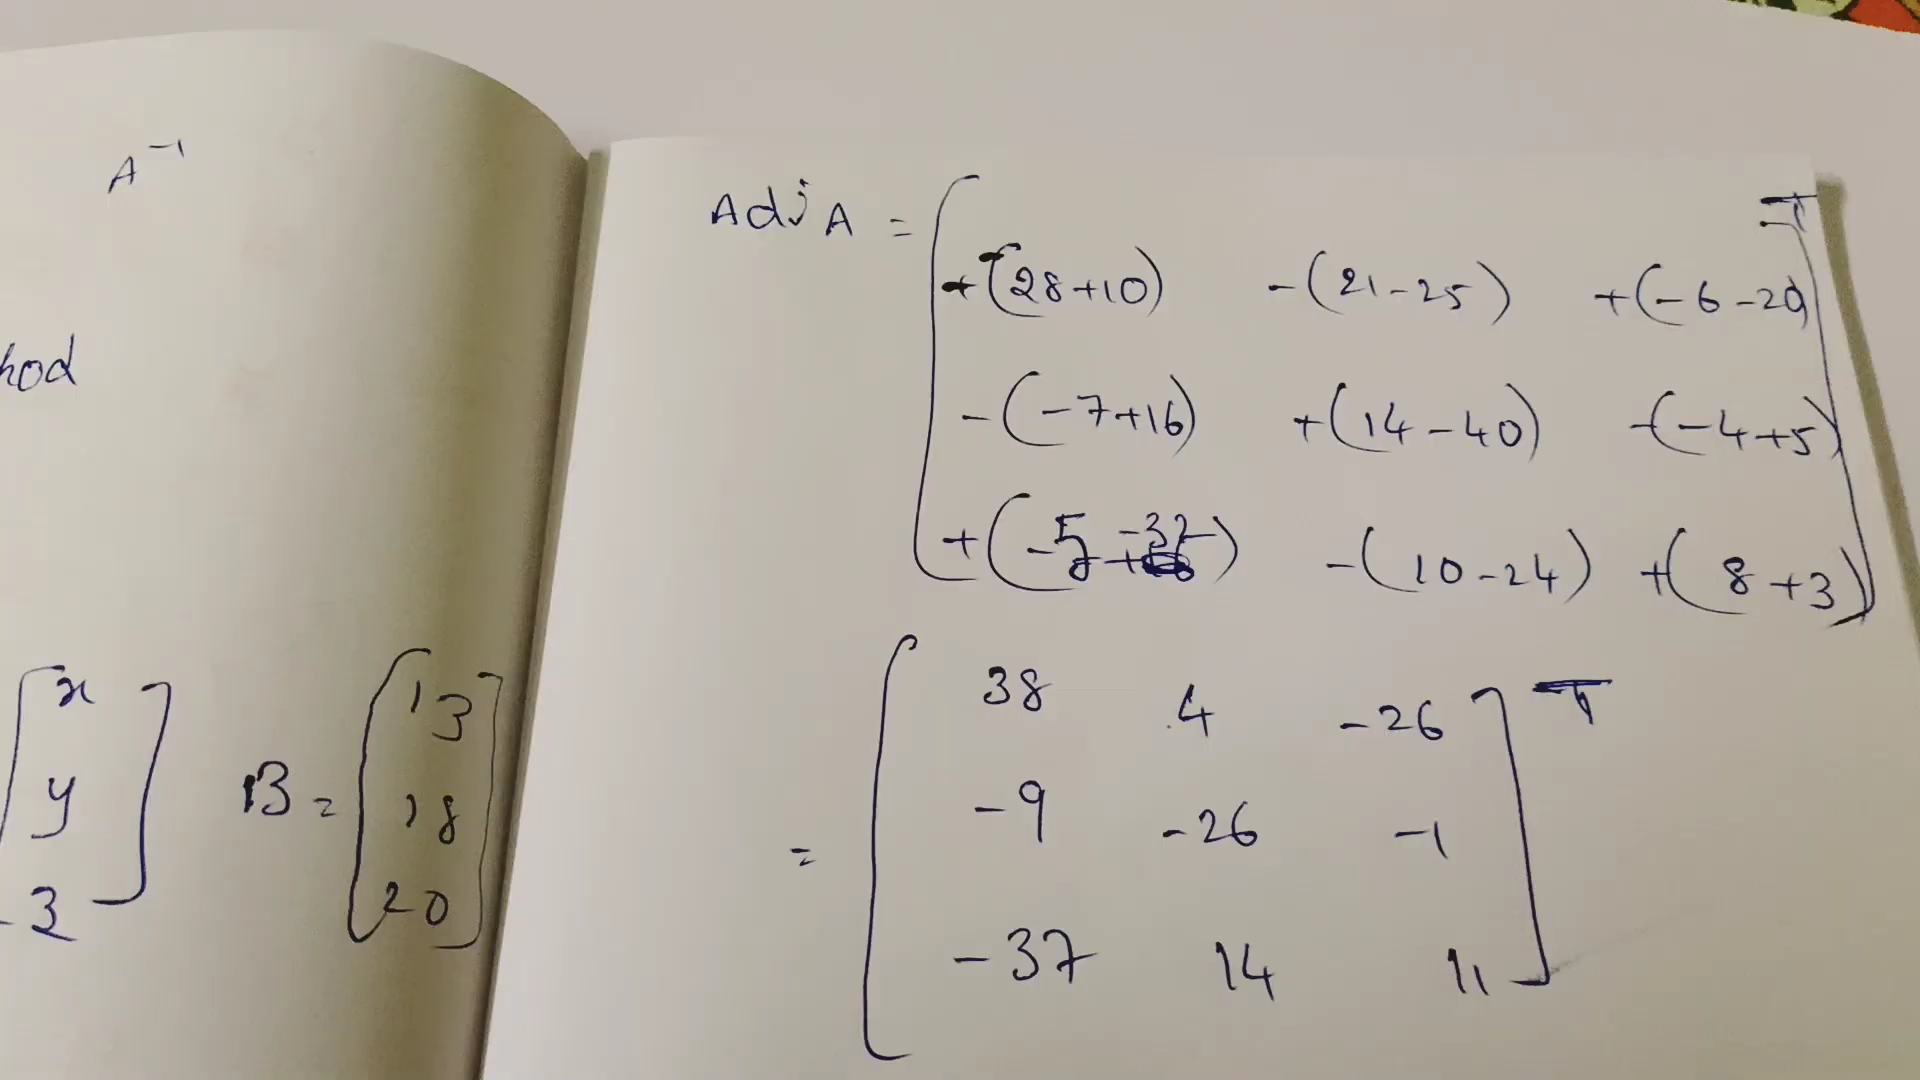 A⁻¹
hod
x
y
3
B = 13
18
20
Adj A =
+(28+10) -(21-25) +(-6-20) T
-(-7+16) +(14-40) -(-4+5)
+(-5-32) -(10-24) +(8+3)
= 38 4 -26 T
-9 -26 -1
-37 14 11